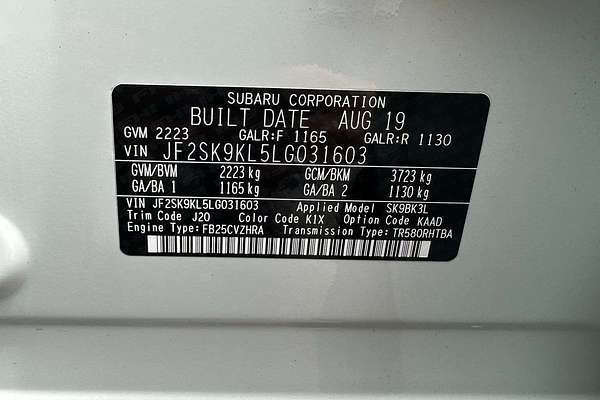 SUBARU CORPORATION
BUILT DATE AUG 19
GVM 2223 GALR:F 1165 GALR:R 1130
VIN JF2SK9KL5LG031603
GVM/BVM 2223 kg GCM/BKM 3723 kg
GA/BA 1 1165 kg GA/BA 2 1130 kg
VIN JF2SK9KL5LG031603 Applied Model SK9BK3L
Trim Code J20 Color Code K1X Option Code KAAD
Engine Type:FB25CVZHRA Transmission Type:TR580RHTBA